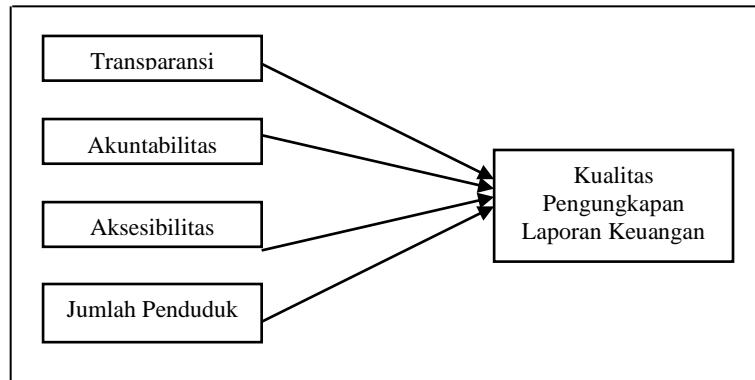 Transparansi
Akuntabilitas
Aksesibilitas
Jumlah Penduduk
Kualitas
Pengungkapan
Laporan Keuangan